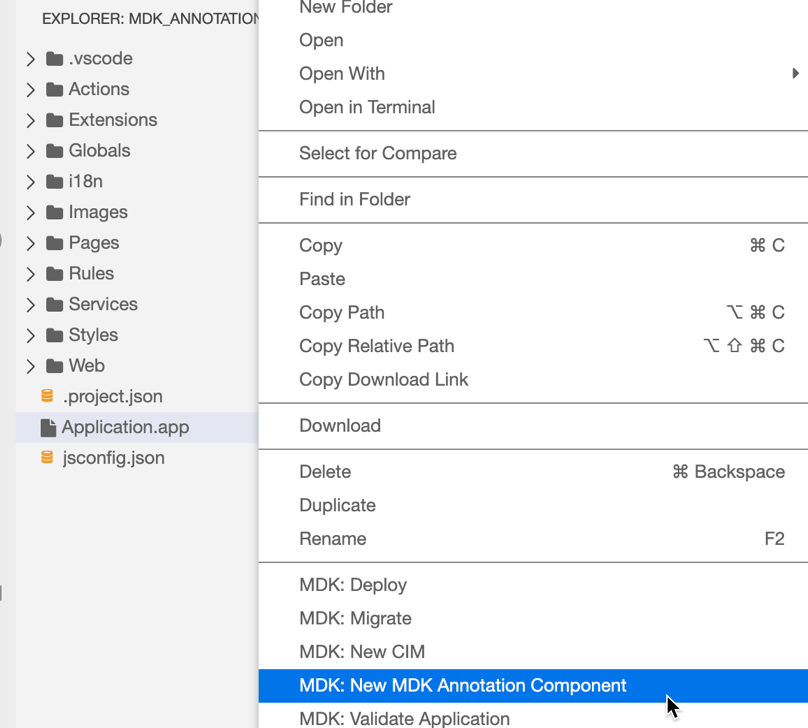 EXPLORER: MDK_ANNOTATION
.vscode
Actions
Extensions
Globals
i18n
Images
Pages
Rules
Services
Styles
Web
.project.json
Application.app
jsconfig.json
New Folder
Open
Open With
Open in Terminal
Select for Compare
Find in Folder
Copy ⌘ C
Paste
Copy Path ⌥ ⌘ C
Copy Relative Path ⌥ ⇧ ⌘ C
Copy Download Link
Download
Delete ⌘ Backspace
Duplicate
Rename F2
MDK: Deploy
MDK: Migrate
MDK: New CIM
MDK: New MDK Annotation Component
MDK: Validate Application